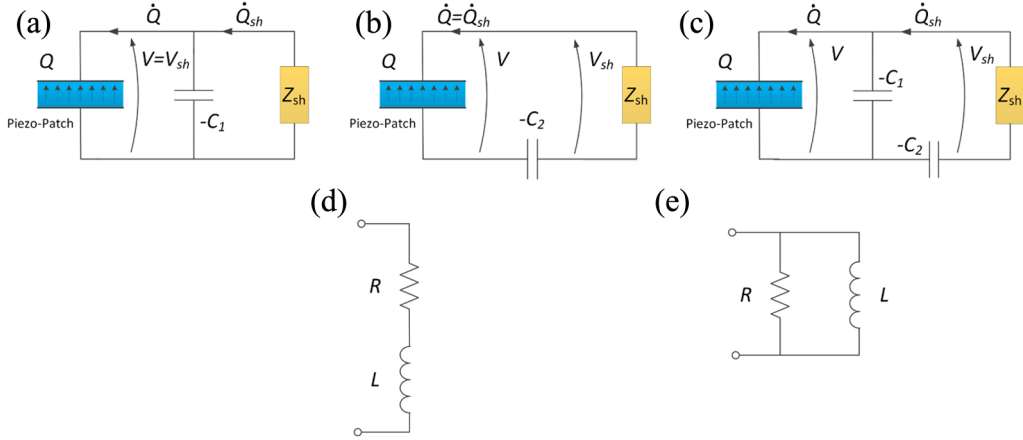 (a)
Q̇
Q̇sh
Q
V=Vsh
Zsh
Piezo-Patch
-C1
(b)
Q̇=Q̇sh
Q
V
Vsh
Zsh
Piezo-Patch
-C2
(c)
Q̇
Q̇sh
Q
V
-C1
Vsh
Zsh
Piezo-Patch
-C2
(d)
R
L
(e)
R
L